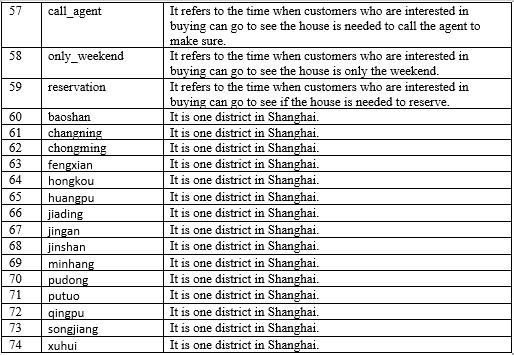 57 call_agent It refers to the time when customers who are interested in
buying can go to see the house is needed to call the agent to
make sure.
58 only_weekend It refers to the time when customers who are interested in
buying can go to see the house is only the weekend.
59 reservation It refers to the time when customers who are interested in
buying can go to see if the house is needed to reserve.
60 baoshan It is one district in Shanghai.
61 changning It is one district in Shanghai.
62 chongming It is one district in Shanghai.
63 fengxian It is one district in Shanghai.
64 hongkou It is one district in Shanghai.
65 huangpu It is one district in Shanghai.
66 jiading It is one district in Shanghai.
67 jingan It is one district in Shanghai.
68 jinshan It is one district in Shanghai.
69 minhang It is one district in Shanghai.
70 pudong It is one district in Shanghai.
71 putuo It is one district in Shanghai.
72 qingpu It is one district in Shanghai.
73 songjiang It is one district in Shanghai.
74 xuhui It is one district in Shanghai.